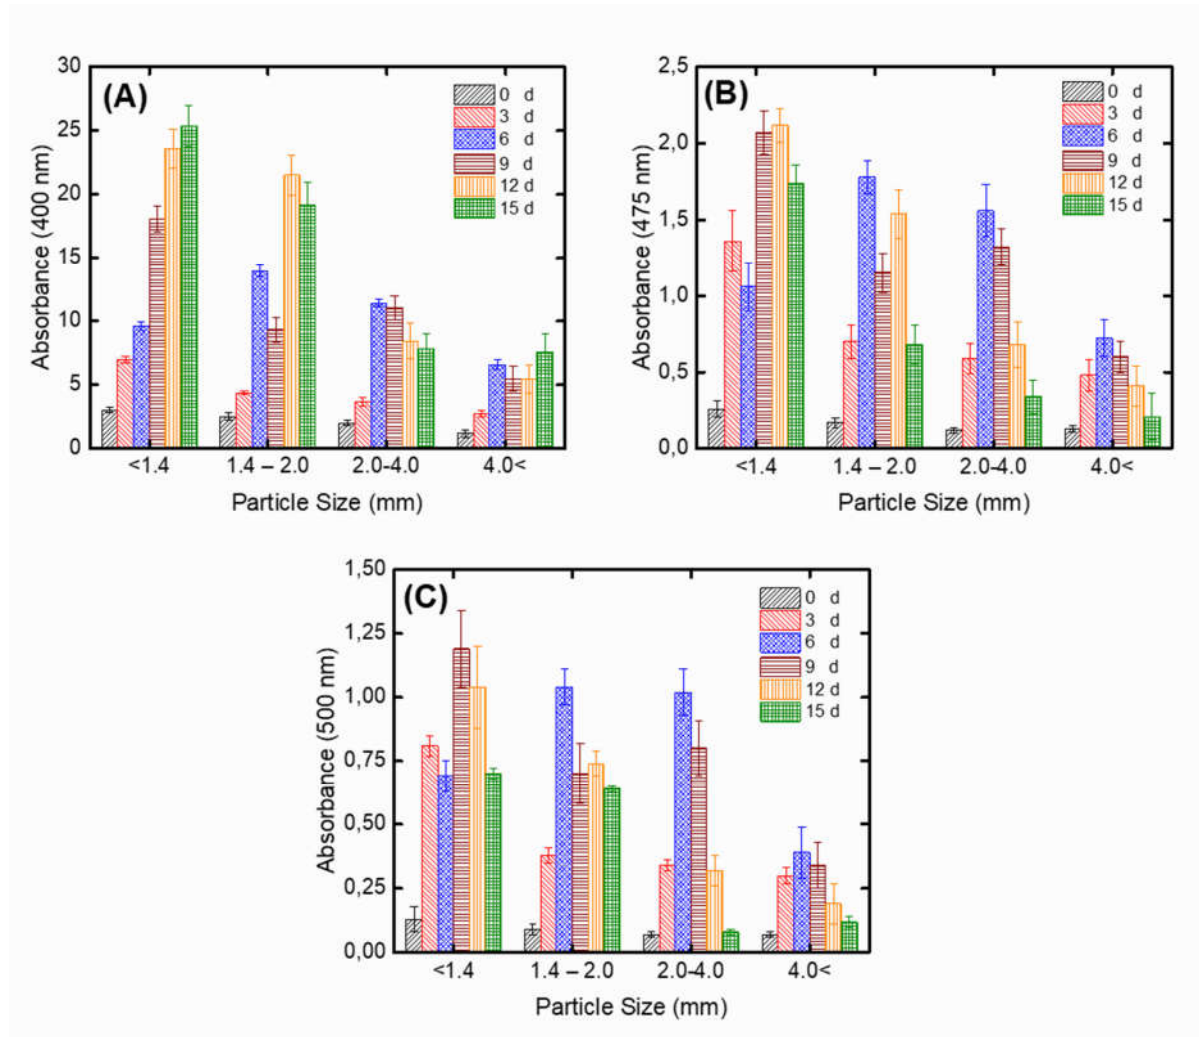 (A)
Absorbance (400 nm)
30
25
20
15
10
5
0
0 d
3 d
6 d
9 d
12 d
15 d
<1.4
1.4 – 2.0
2.0-4.0
4.0<
Particle Size (mm)
(B)
Absorbance (475 nm)
2,5
2,0
1,5
1,0
0,5
0,0
0 d
3 d
6 d
9 d
12 d
15 d
<1.4
1.4 – 2.0
2.0-4.0
4.0<
Particle Size (mm)
(C)
Absorbance (500 nm)
1,50
1,25
1,00
0,75
0,50
0,25
0,00
0 d
3 d
6 d
9 d
12 d
15 d
<1.4
1.4 – 2.0
2.0-4.0
4.0<
Particle Size (mm)